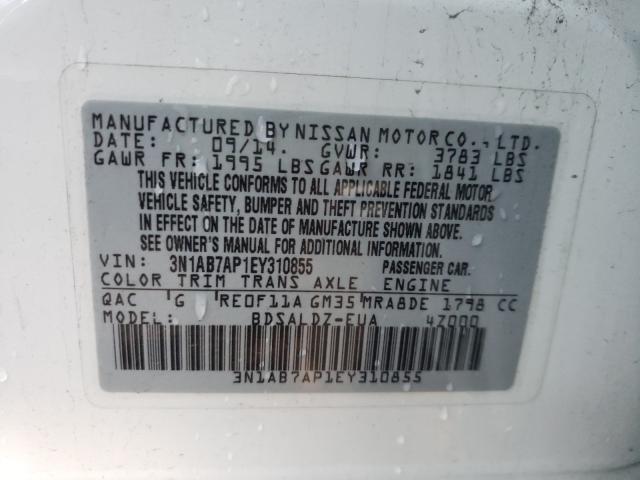 MANUFACTURED BY NISSAN MOTOR CO., LTD.
DATE: 09/14. GVWR: 3783 LBS
GAWR FR: 1995 LBS GAWR RR: 1841 LBS
THIS VEHICLE CONFORMS TO ALL APPLICABLE FEDERAL MOTOR
VEHICLE SAFETY, BUMPER AND THEFT PREVENTION STANDARDS
IN EFFECT ON THE DATE OF MANUFACTURE SHOWN ABOVE.
SEE OWNER'S MANUAL FOR ADDITIONAL INFORMATION.
VIN: 3N1AB7AP1EY310855 PASSENGER CAR.
COLOR TRIM TRANS AXLE ENGINE
QAC G RE0F11A GM35 MRA8DE 1798 CC
MODEL: BDSALDZ-EUA 4Z000
3N1AB7AP1EY310855